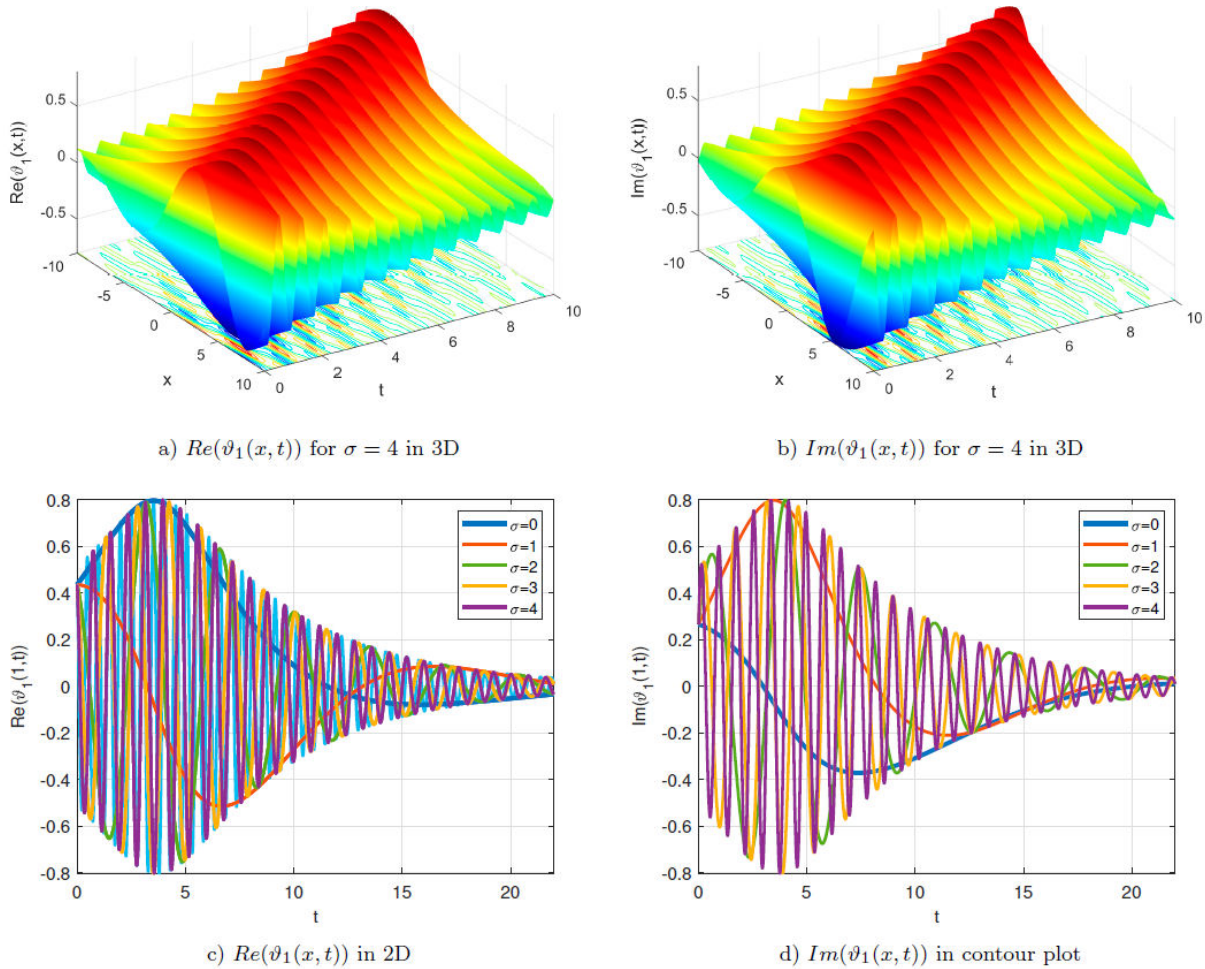 Re(ϑ₁(x,t))
0.5
0
-0.5
-10
-5
0
5
10
x
0
2
4
6
8
10
t
a) Re(ϑ₁(x, t)) for σ = 4 in 3D
Im(ϑ₁(x,t))
0.5
0
-0.5
-10
-5
0
5
10
x
0
2
4
6
8
10
t
b) Im(ϑ₁(x, t)) for σ = 4 in 3D
Re(ϑ₁(1,t))
0.8
0.6
0.4
0.2
0
-0.2
-0.4
-0.6
-0.8
0
5
10
15
20
t
σ=0
σ=1
σ=2
σ=3
σ=4
c) Re(ϑ₁(x, t)) in 2D
Im(ϑ₁(1,t))
0.8
0.6
0.4
0.2
0
-0.2
-0.4
-0.6
-0.8
0
5
10
15
20
t
σ=0
σ=1
σ=2
σ=3
σ=4
d) Im(ϑ₁(x, t)) in contour plot